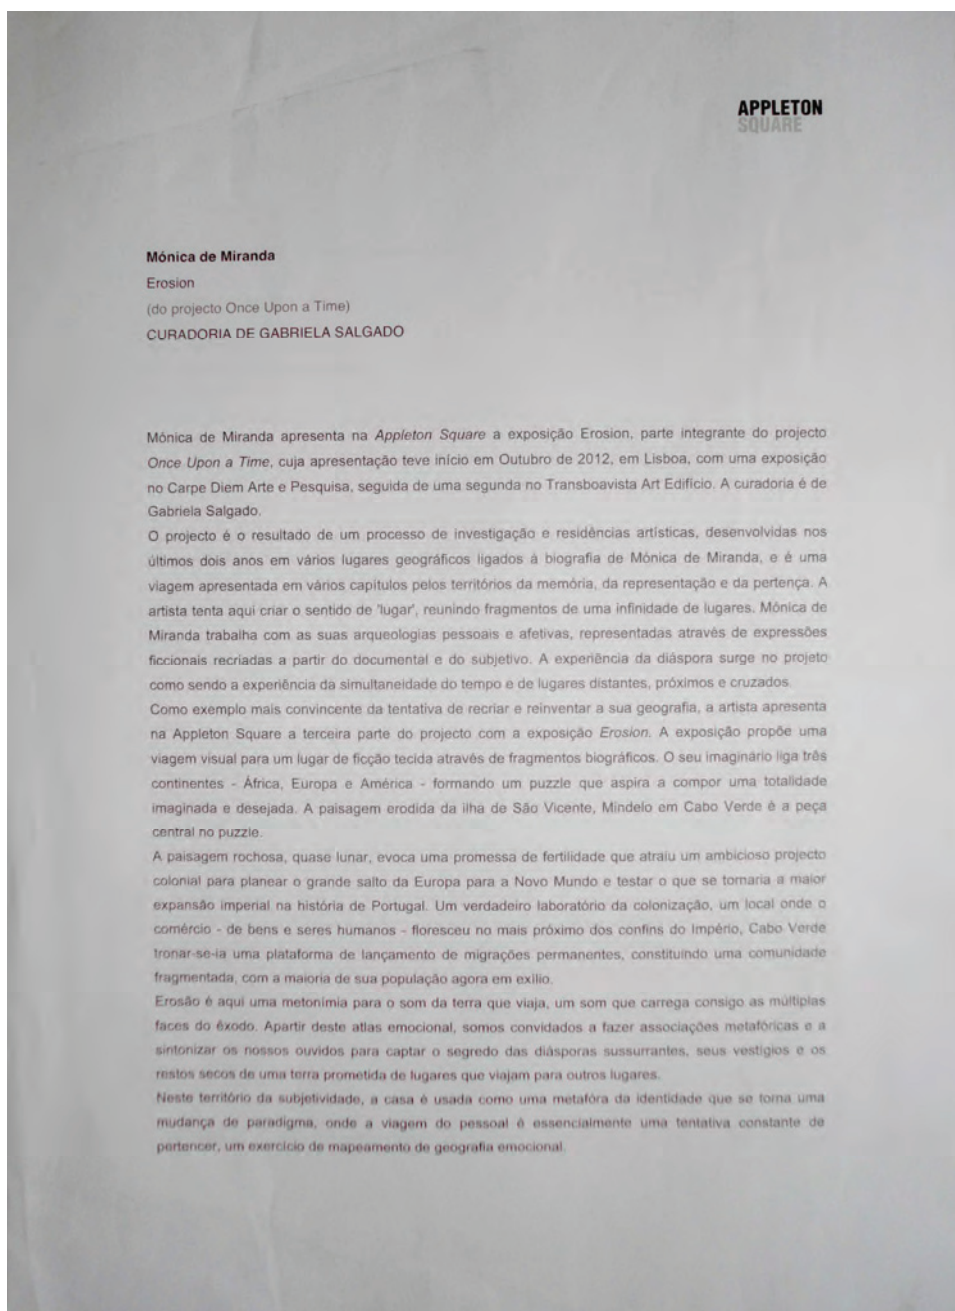 APPLETON
SQUARE
Mónica de Miranda
Erosion
(do projecto Once Upon a Time)
CURADORIA DE GABRIELA SALGADO
Mónica de Miranda apresenta na Appleton Square a exposição Erosion, parte integrante do projecto
Once Upon a Time, cuja apresentação teve início em Outubro de 2012, em Lisboa, com uma exposição
no Carpe Diem Arte e Pesquisa, seguida de uma segunda no Transboavista Art Edifício. A curadoria é de
Gabriela Salgado.
O projecto é o resultado de um processo de investigação e residências artísticas, desenvolvidas nos
últimos dois anos em vários lugares geográficos ligados à biografia de Mónica de Miranda, e é uma
viagem apresentada em vários capítulos pelos territórios da memória, da representação e da pertença. A
artista tenta aqui criar o sentido de 'lugar', reunindo fragmentos de uma infinidade de lugares. Mónica de
Miranda trabalha com as suas arqueologias pessoais e afetivas, representadas através de expressões
ficcionais recriadas a partir do documental e do subjetivo. A experiência da diáspora surge no projeto
como sendo a experiência da simultaneidade do tempo e de lugares distantes, próximos e cruzados.
Como exemplo mais convincente da tentativa de recriar e reinventar a sua geografia, a artista apresenta
na Appleton Square a terceira parte do projecto com a exposição Erosion. A exposição propõe uma
viagem visual para um lugar de ficção tecida através de fragmentos biográficos. O seu imaginário liga três
continentes - África, Europa e América - formando um puzzle que aspira a compor uma totalidade
imaginada e desejada. A paisagem erodida da ilha de São Vicente, Mindelo em Cabo Verde é a peça
central no puzzle.
A paisagem rochosa, quase lunar, evoca uma promessa de fertilidade que atraiu um ambicioso projecto
colonial para planear o grande salto da Europa para a Novo Mundo e testar o que se tornaria a maior
expansão imperial na história de Portugal. Um verdadeiro laboratório da colonização, um local onde o
comércio - de bens e seres humanos - floresceu no mais próximo dos confins do Império, Cabo Verde
tronar-se-ia uma plataforma de lançamento de migrações permanentes, constituindo uma comunidade
fragmentada, com a maioria de sua população agora em exílio.
Erosão é aqui uma metonímia para o som da terra que viaja, um som que carrega consigo as múltiplas
faces do êxodo. Apartir deste atlas emocional, somos convidados a fazer associações metafóricas e a
sintonizar os nossos ouvidos para captar o segredo das diásporas sussurrantes, seus vestígios e os
restos secos de uma terra prometida de lugares que viajam para outros lugares.
Neste território da subjetividade, a casa é usada como uma metafóra da identidade que se torna uma
mudança de paradigma, onde a viagem do pessoal é essencialmente uma tentativa constante de
pertencer, um exercício de mapeamento de geografia emocional.